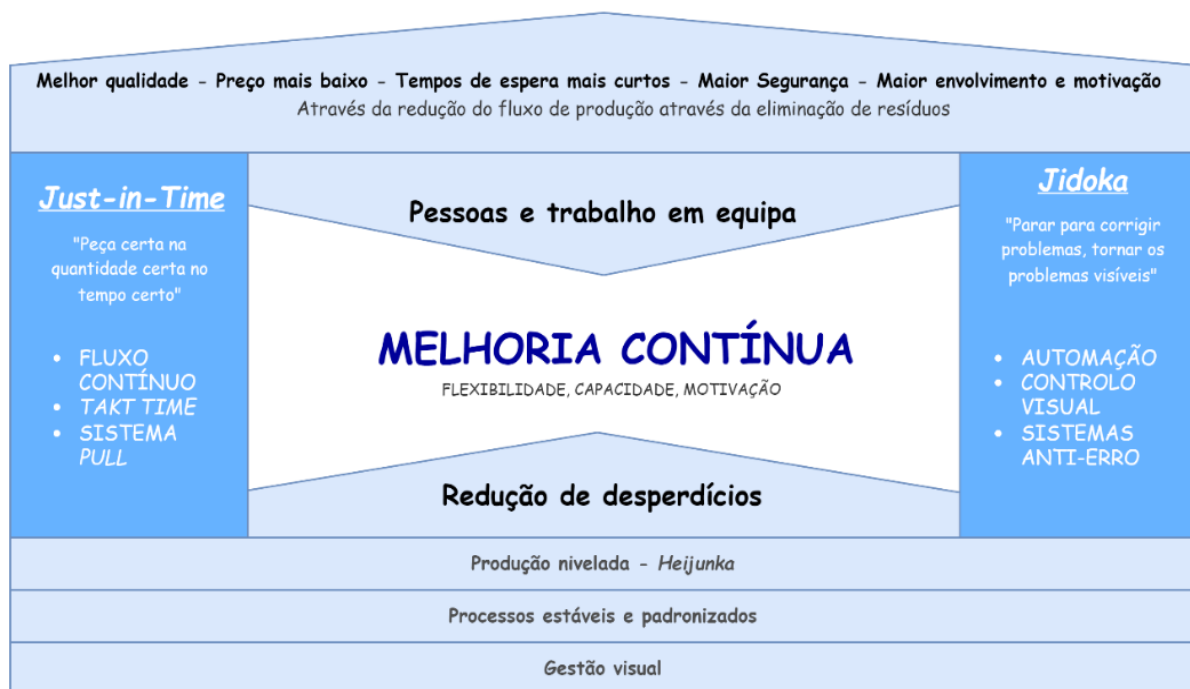 Melhor qualidade - Preço mais baixo - Tempos de espera mais curtos - Maior Segurança - Maior envolvimento e motivação
Através da redução do fluxo de produção através da eliminação de resíduos
Just-in-Time
"Peça certa na
quantidade certa no
tempo certo"
• FLUXO
CONTÍNUO
• TAKT TIME
• SISTEMA
PULL
Pessoas e trabalho em equipa
MELHORIA CONTÍNUA
FLEXIBILIDADE, CAPACIDADE, MOTIVAÇÃO
Redução de desperdícios
Jidoka
"Parar para corrigir
problemas, tornar os
problemas visíveis"
• AUTOMAÇÃO
• CONTROLO
VISUAL
• SISTEMAS
ANTI-ERRO
Produção nivelada - Heijunka
Processos estáveis e padronizados
Gestão visual